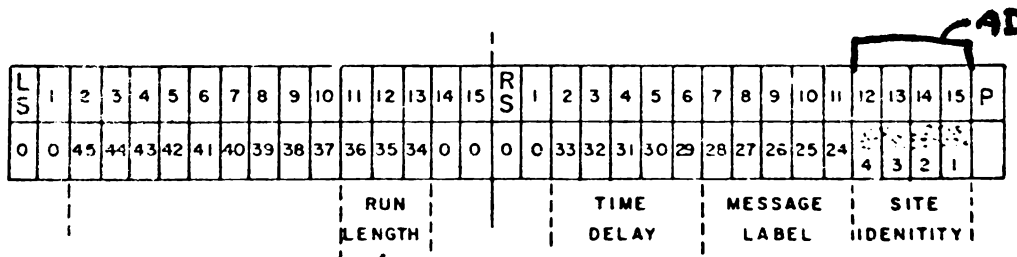 AD
LS 1 2 3 4 5 6 7 8 9 10 11 12 13 14 15 RS 1 2 3 4 5 6 7 8 9 10 11 12 13 14 15 P
0 0 45 44 43 42 41 40 39 38 37 36 35 34 0 0 0 0 33 32 31 30 29 28 27 26 25 24 4 3 2 1
RUN TIME MESSAGE SITE
LENGTH DELAY LABEL IDENITITY